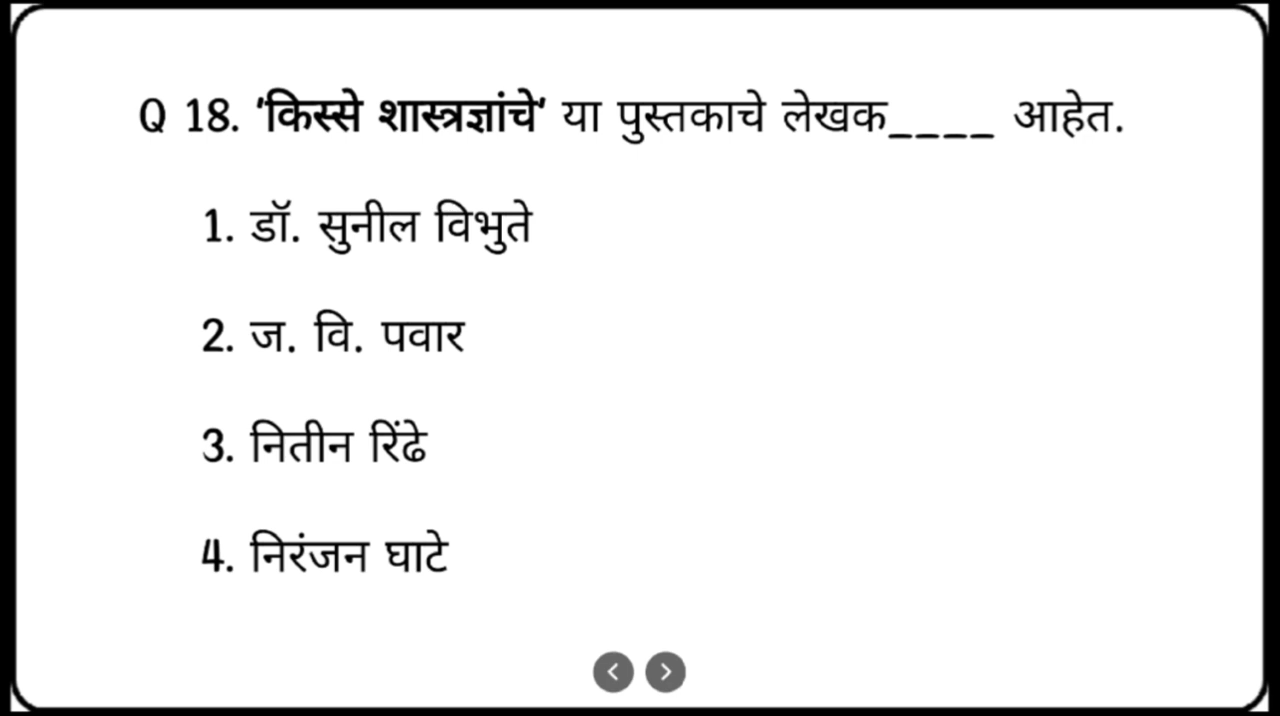 Q 18. 'किस्से शास्त्रज्ञांचे' या पुस्तकाचे लेखक____ आहेत.
1. डॉ. सुनील विभुते
2. ज. वि. पवार
3. नितीन रिंढे
4. निरंजन घाटे